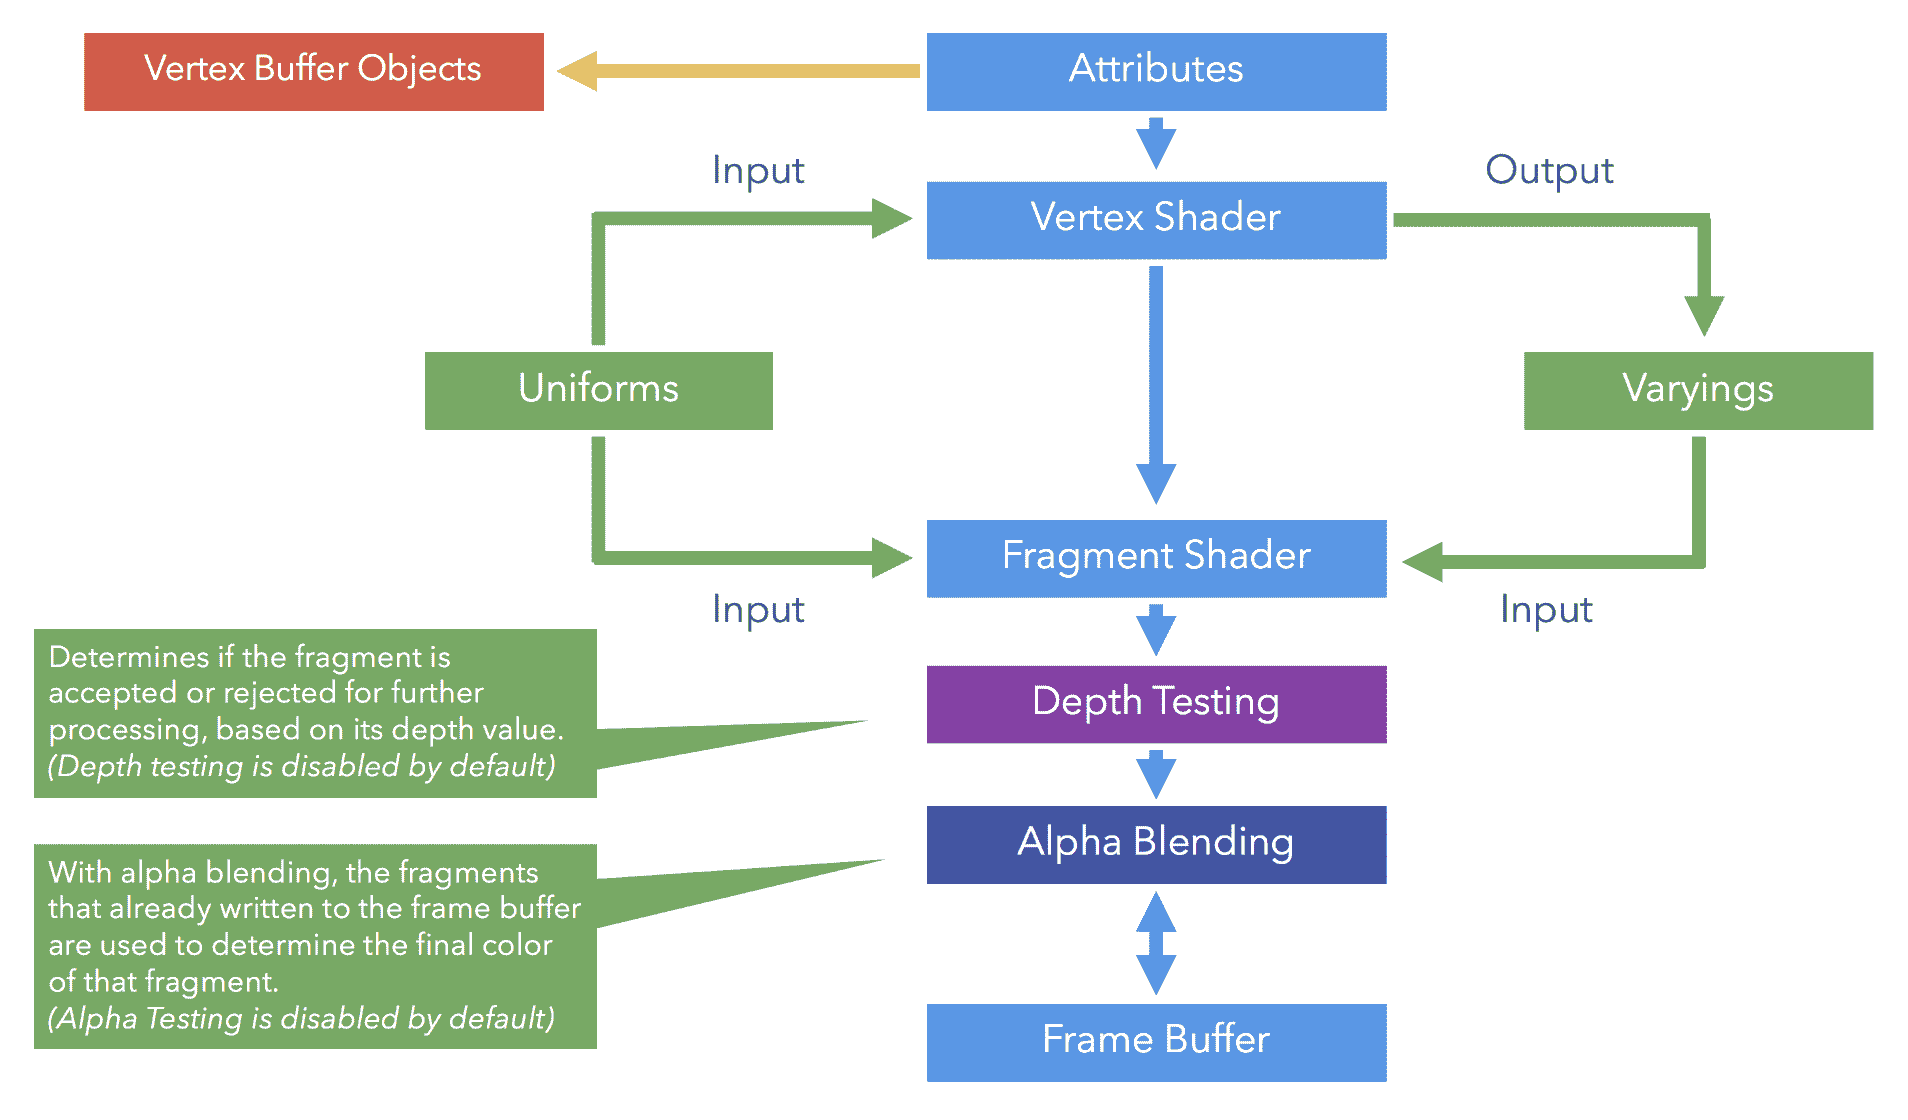 Vertex Buffer Objects
Attributes
Input
Output
Vertex Shader
Uniforms
Varyings
Fragment Shader
Input
Input
Determines if the fragment is
accepted or rejected for further
processing, based on its depth value.
(Depth testing is disabled by default)
Depth Testing
Alpha Blending
With alpha blending, the fragments
that already written to the frame buffer
are used to determine the final color
of that fragment.
(Alpha Testing is disabled by default)
Frame Buffer